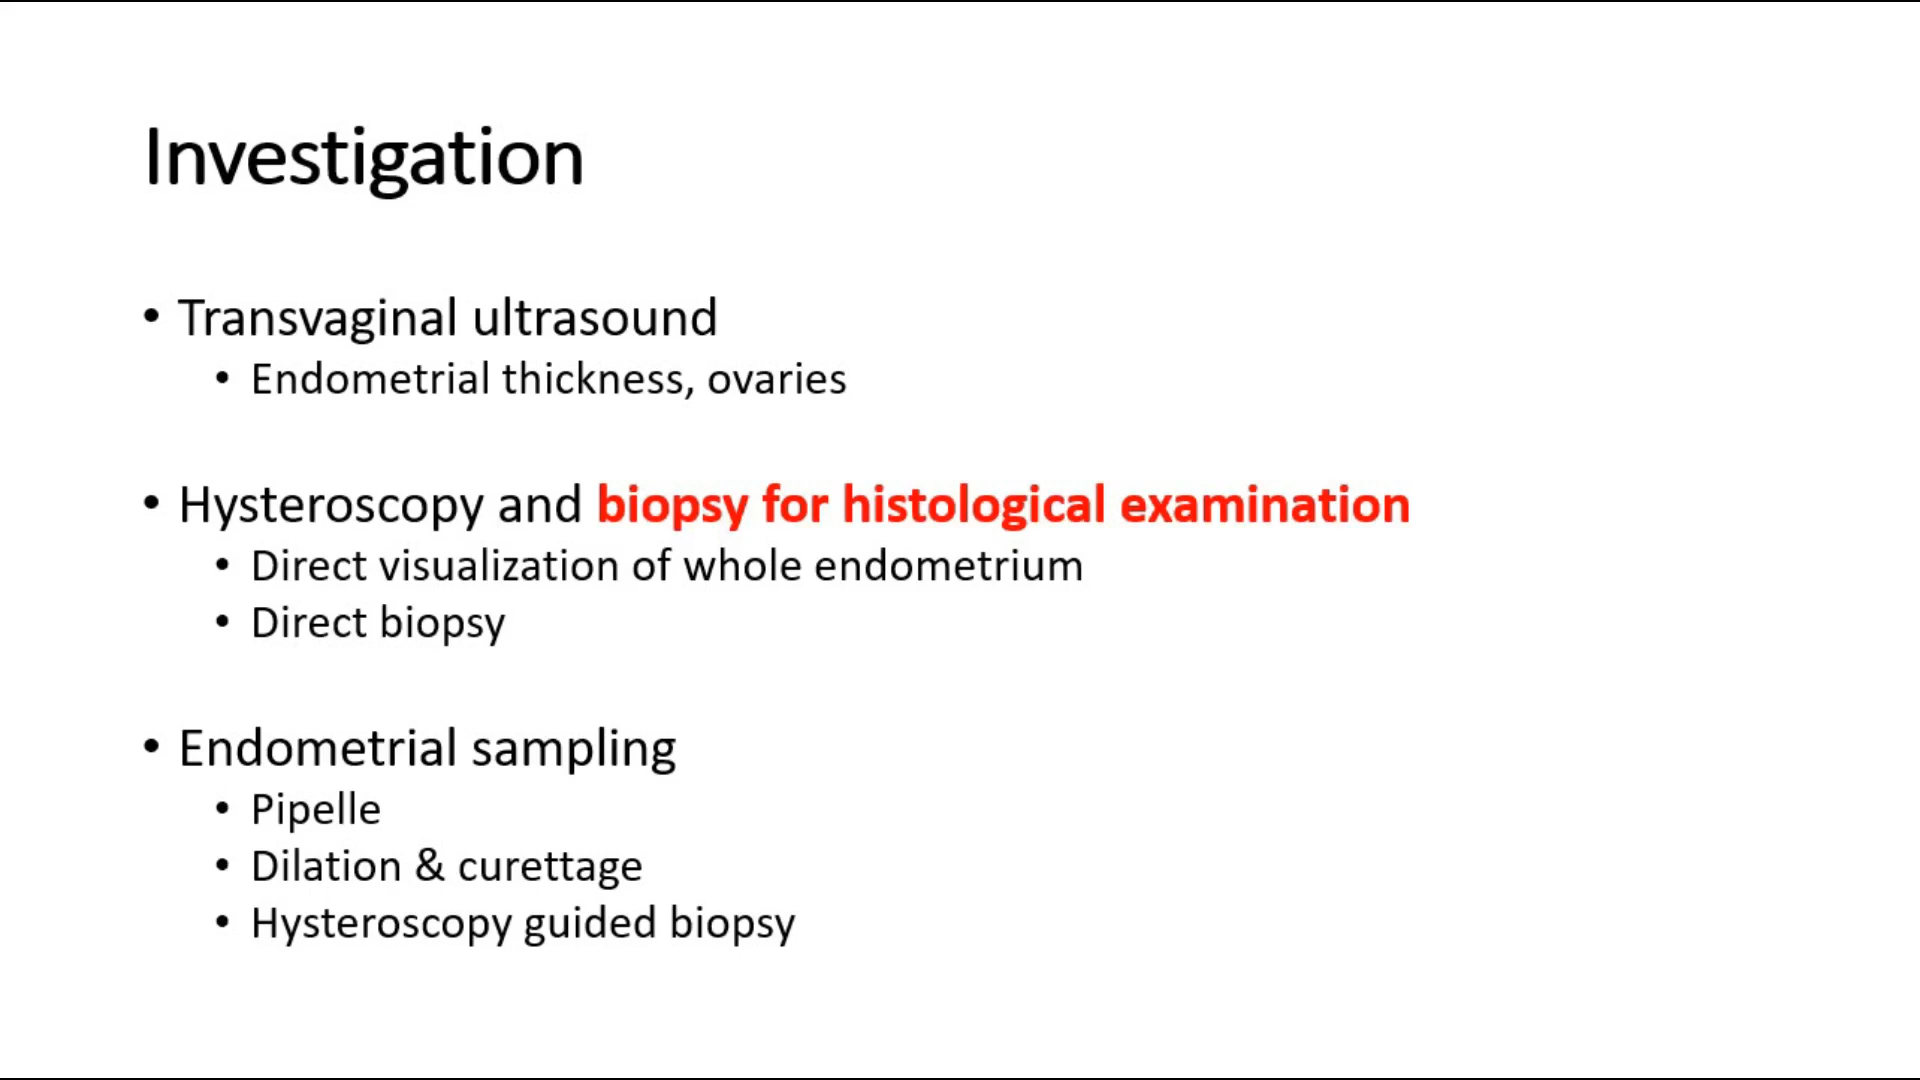 Investigation
• Transvaginal ultrasound
• Endometrial thickness, ovaries
• Hysteroscopy and biopsy for histological examination
• Direct visualization of whole endometrium
• Direct biopsy
• Endometrial sampling
• Pipelle
• Dilation & curettage
• Hysteroscopy guided biopsy